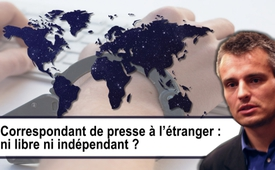 Correspondant de presse à l'étranger :
ni libre ni indépendant ?